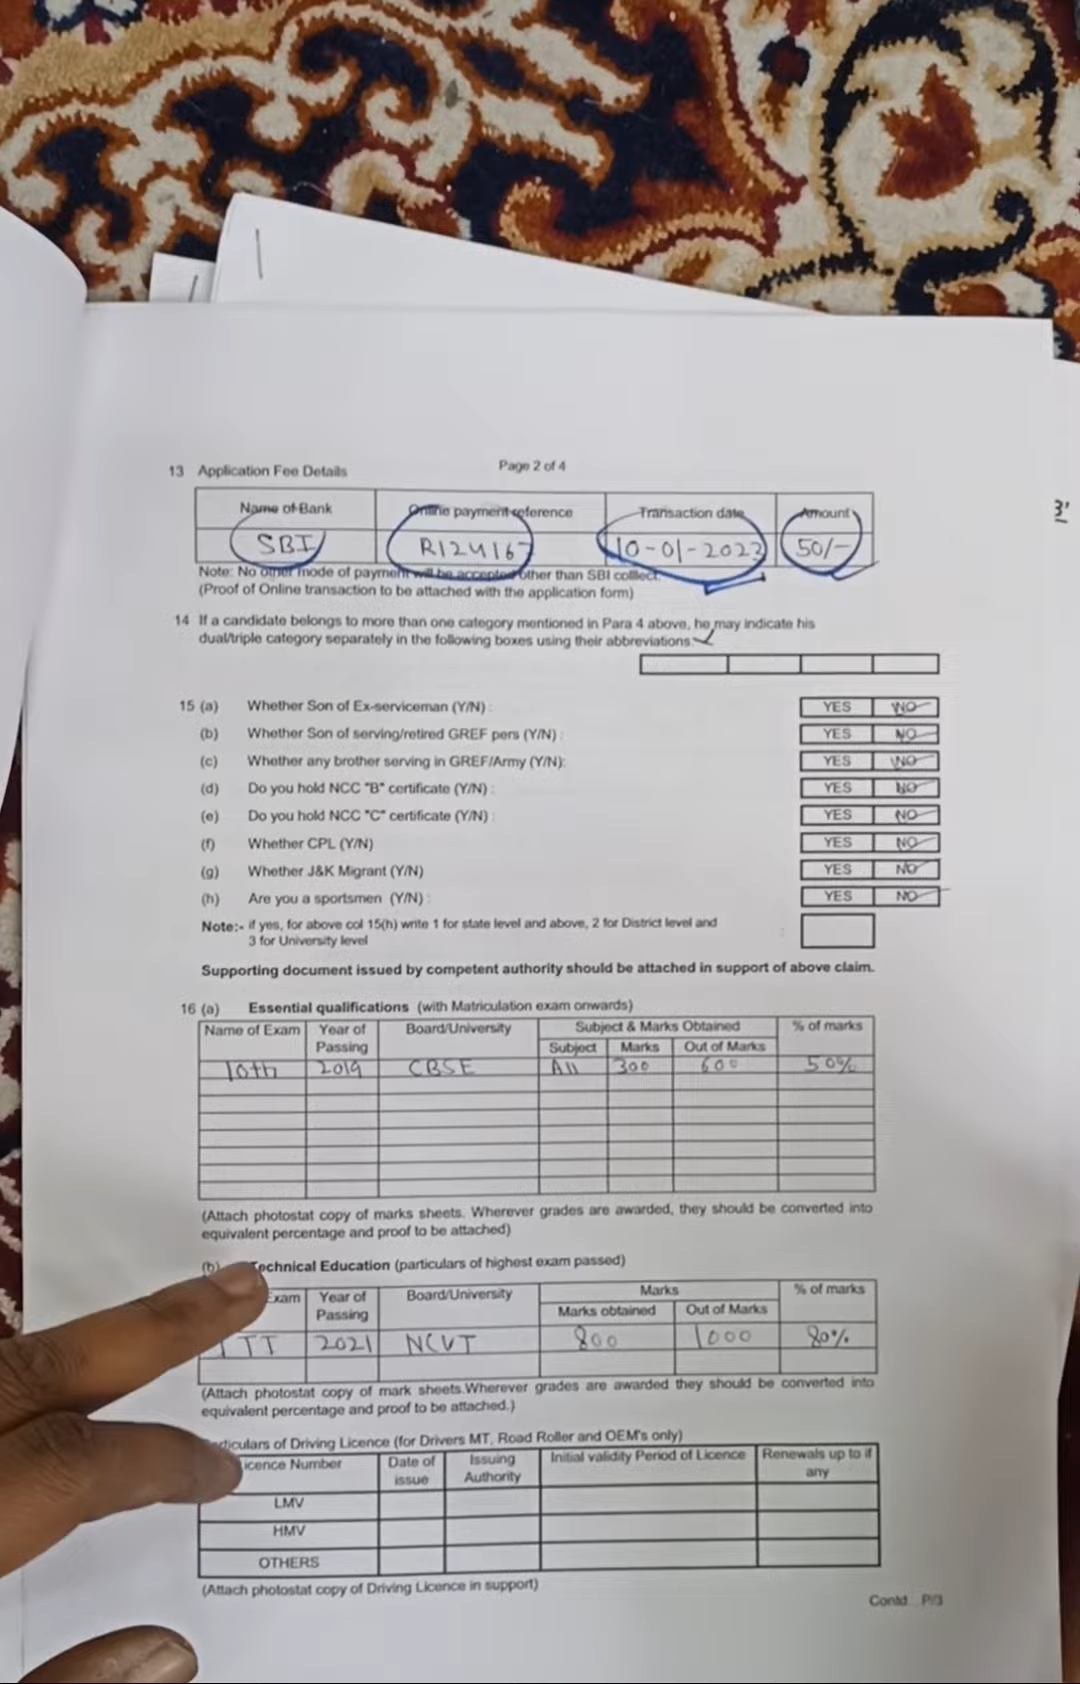 Page 2 of 4
13 Application Fee Details
Name of Bank Online payment reference Transaction date Amount
SBI R124167 10-01-2023 50/-
Note: No other mode of payment will be accepted other than SBI colllect.
(Proof of Online transaction to be attached with the application form)
14 If a candidate belongs to more than one category mentioned in Para 4 above, he may indicate his
dual/triple category separately in the following boxes using their abbreviations.
15 (a) Whether Son of Ex-serviceman (Y/N) : YES NO
(b) Whether Son of serving/retired GREF pers (Y/N) : YES NO
(c) Whether any brother serving in GREF/Army (Y/N): YES NO
(d) Do you hold NCC "B" certificate (Y/N) : YES NO
(e) Do you hold NCC "C" certificate (Y/N) : YES NO
(f) Whether CPL (Y/N) YES NO
(g) Whether J&K Migrant (Y/N) YES NO
(h) Are you a sportsmen (Y/N) : YES NO
Note:- if yes, for above col 15(h) write 1 for state level and above, 2 for District level and
3 for University level
Supporting document issued by competent authority should be attached in support of above claim.
16 (a) Essential qualifications (with Matriculation exam onwards)
Name of Exam Year of Board/University Subject & Marks Obtained % of marks
Passing Subject Marks Out of Marks
10th 2019 CBSE All 300 600 50%
(Attach photostat copy of marks sheets. Wherever grades are awarded, they should be converted into
equivalent percentage and proof to be attached)
(b) Technical Education (particulars of highest exam passed)
Exam Year of Board/University Marks % of marks
Passing Marks obtained Out of Marks
ITI 2021 NCVT 800 1000 80%
(Attach photostat copy of mark sheets.Wherever grades are awarded they should be converted into
equivalent percentage and proof to be attached.)
Particulars of Driving Licence (for Drivers MT, Road Roller and OEM's only)
Licence Number Date of Issuing Initial validity Period of Licence Renewals up to if
issue Authority any
LMV
HMV
OTHERS
(Attach photostat copy of Driving Licence in support)
Contd... P/3